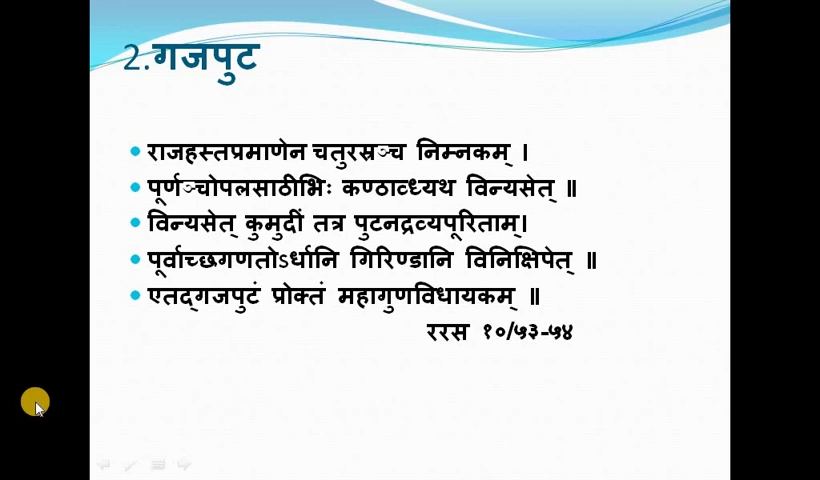 2.गजपुट
राजहस्तप्रमाणेन चतुरस्रञ्च निम्नकम् ।
पूर्णञ्चोपलसाठीभिः कण्ठाव्ध्यथ विन्यसेत् ॥
विन्यसेत् कुमुदीं तत्र पुटनद्रव्यपूरिताम्।
पूर्वाच्छगणतोऽर्धानि गिरिण्डानि विनिक्षिपेत् ॥
एतद्गजपुटं प्रोक्तं महागुणविधायकम् ॥
ररस १०/५३-५४